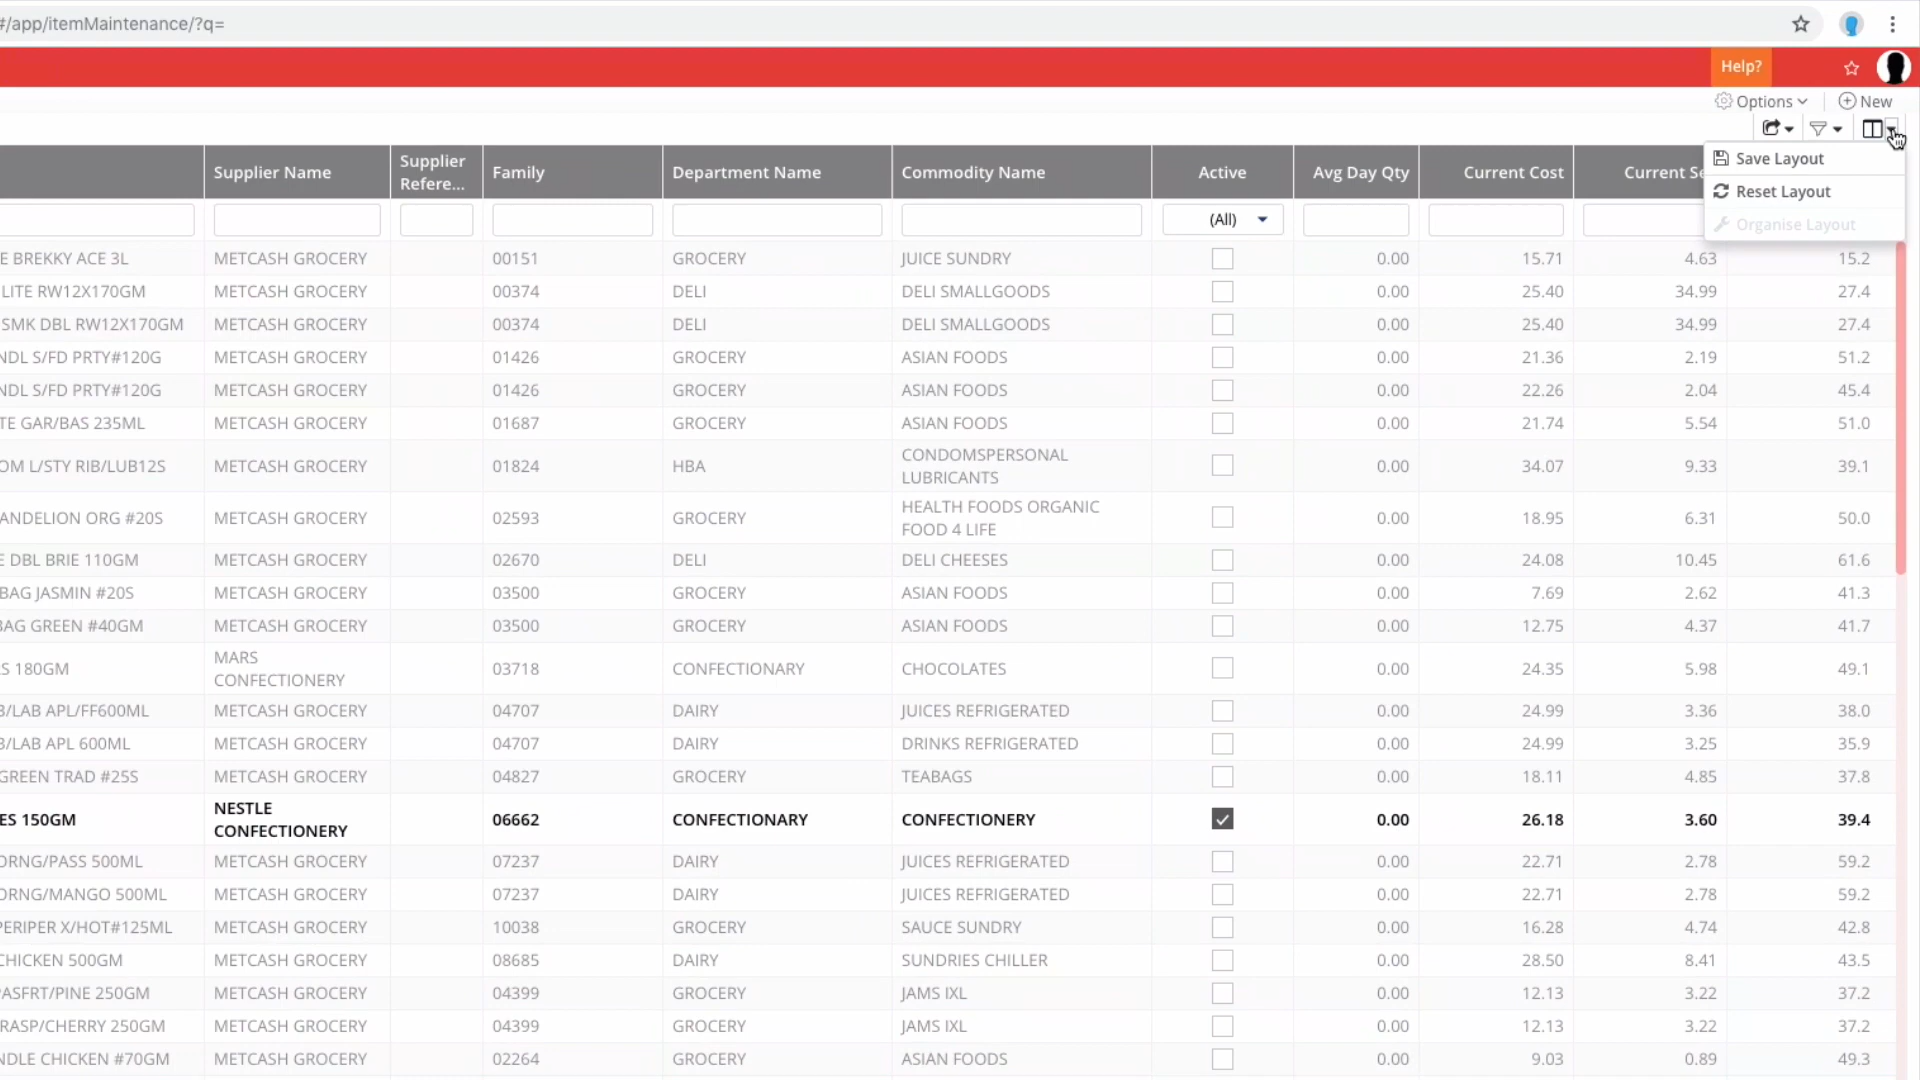 #/app/itemMaintenance/?q=
Help?
Options
New
Save Layout
Reset Layout
Organise Layout
Supplier Name
Supplier
Refere...
Family
Department Name
Commodity Name
Active
Avg Day Qty
Current Cost
Current Se
(All)
E BREKKY ACE 3L METCASH GROCERY 00151 GROCERY JUICE SUNDRY 0.00 15.71 4.63 15.2
LITE RW12X170GM METCASH GROCERY 00374 DELI DELI SMALLGOODS 0.00 25.40 34.99 27.4
SMK DBL RW12X170GM METCASH GROCERY 00374 DELI DELI SMALLGOODS 0.00 25.40 34.99 27.4
NDL S/FD PRTY#120G METCASH GROCERY 01426 GROCERY ASIAN FOODS 0.00 21.36 2.19 51.2
NDL S/FD PRTY#120G METCASH GROCERY 01426 GROCERY ASIAN FOODS 0.00 22.26 2.04 45.4
TE GAR/BAS 235ML METCASH GROCERY 01687 GROCERY ASIAN FOODS 0.00 21.74 5.54 51.0
OM L/STY RIB/LUB12S METCASH GROCERY 01824 HBA CONDOMSPERSONAL
LUBRICANTS 0.00 34.07 9.33 39.1
ANDELION ORG #20S METCASH GROCERY 02593 GROCERY HEALTH FOODS ORGANIC
FOOD 4 LIFE 0.00 18.95 6.31 50.0
E DBL BRIE 110GM METCASH GROCERY 02670 DELI DELI CHEESES 0.00 24.08 10.45 61.6
BAG JASMIN #20S METCASH GROCERY 03500 GROCERY ASIAN FOODS 0.00 7.69 2.62 41.3
BAG GREEN #40GM METCASH GROCERY 03500 GROCERY ASIAN FOODS 0.00 12.75 4.37 41.7
S 180GM MARS
CONFECTIONERY 03718 CONFECTIONARY CHOCOLATES 0.00 24.35 5.98 49.1
B/LAB APL/FF600ML METCASH GROCERY 04707 DAIRY JUICES REFRIGERATED 0.00 24.99 3.36 38.0
B/LAB APL 600ML METCASH GROCERY 04707 DAIRY DRINKS REFRIGERATED 0.00 24.99 3.25 35.9
GREEN TRAD #25S METCASH GROCERY 04827 GROCERY TEABAGS 0.00 18.11 4.85 37.8
ES 150GM NESTLE
CONFECTIONERY 06662 CONFECTIONARY CONFECTIONERY 0.00 26.18 3.60 39.4
ORNG/PASS 500ML METCASH GROCERY 07237 DAIRY JUICES REFRIGERATED 0.00 22.71 2.78 59.2
ORNG/MANGO 500ML METCASH GROCERY 07237 DAIRY JUICES REFRIGERATED 0.00 22.71 2.78 59.2
PERIPER X/HOT#125ML METCASH GROCERY 10038 GROCERY SAUCE SUNDRY 0.00 16.28 4.74 42.8
CHICKEN 500GM METCASH GROCERY 08685 DAIRY SUNDRIES CHILLER 0.00 28.50 8.41 43.5
PASFRT/PINE 250GM METCASH GROCERY 04399 GROCERY JAMS IXL 0.00 12.13 3.22 37.2
RASP/CHERRY 250GM METCASH GROCERY 04399 GROCERY JAMS IXL 0.00 12.13 3.22 37.2
NDLE CHICKEN #70GM METCASH GROCERY 02264 GROCERY ASIAN FOODS 0.00 9.03 0.89 49.3